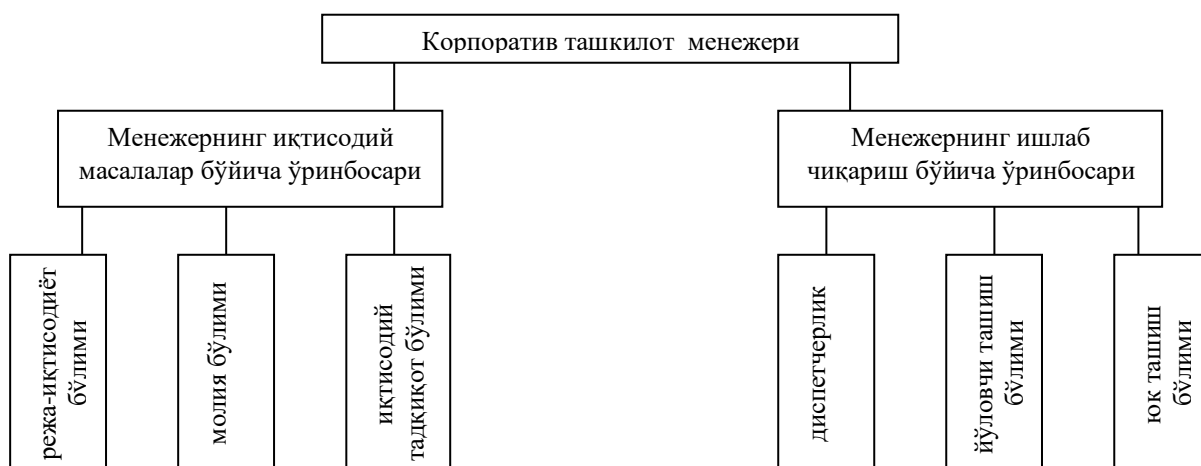 Корпоратив ташкилот менежери
Менежернинг иқтисодий
масалалар бўйича ўринбосари
Менежернинг ишлаб
чиқариш бўйича ўринбосари
режа-иқтисодиёт
бўлими
молия бўлими
иқтисодий
тадқиқот бўлими
диспетчерлик
йўловчи ташиш
бўлими
юк ташиш
бўлими